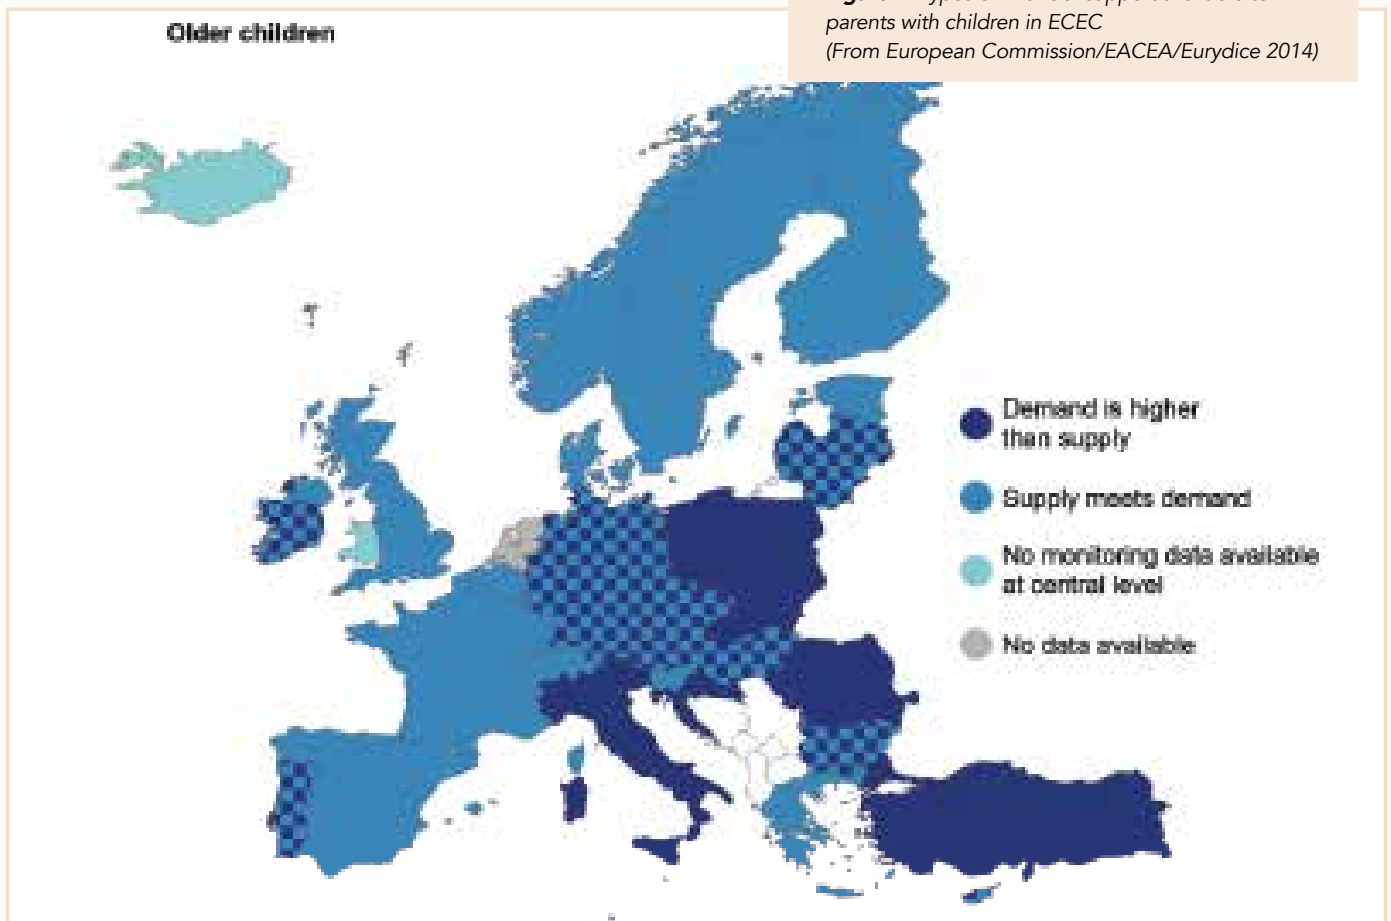 parents with children in ECEC
(From European Commission/EACEA/Eurydice 2014)
Older children
Demand is higher
than supply
Supply meets demand
No monitoring data available
at central level
No data available